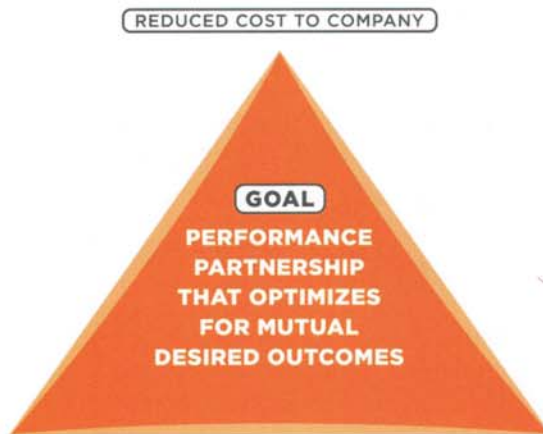 REDUCED COST TO COMPANY
GOAL
PERFORMANCE
PARTNERSHIP
THAT OPTIMIZES
FOR MUTUAL
DESIRED OUTCOMES